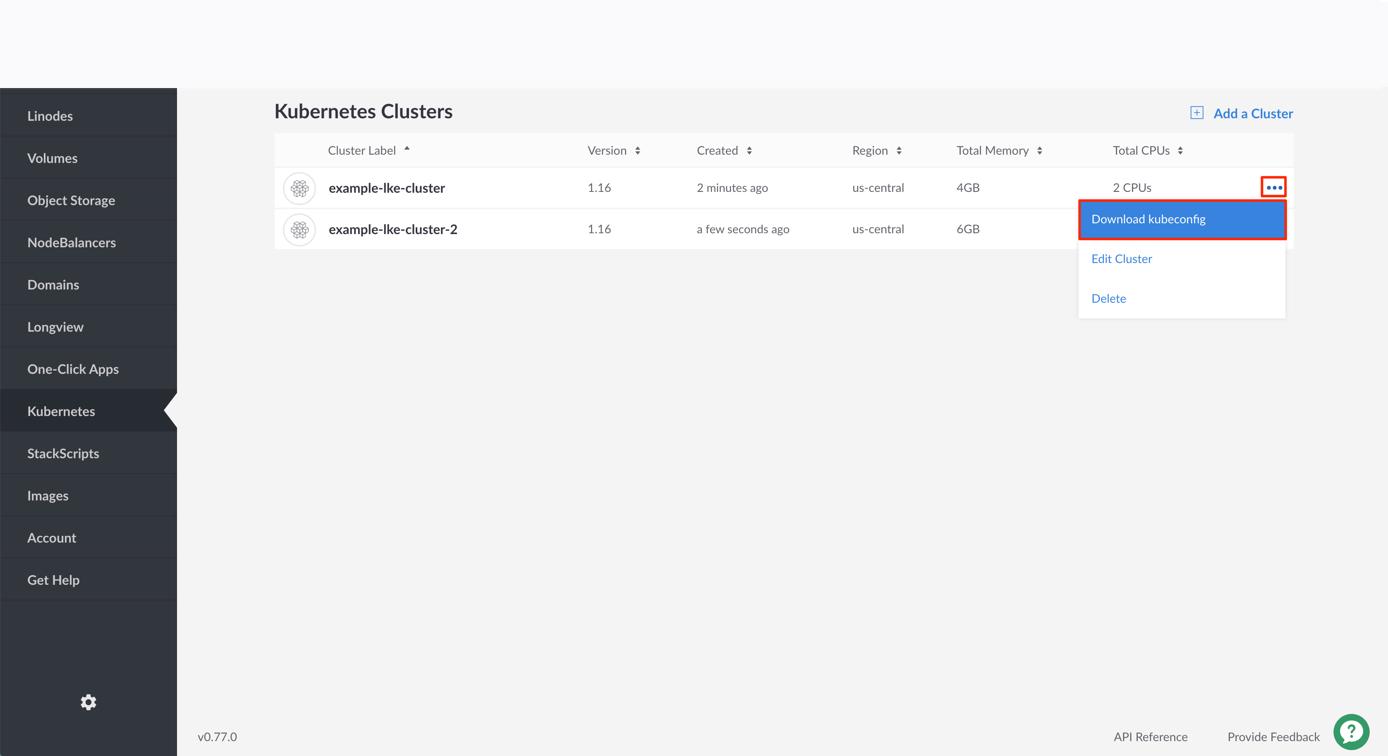 Linodes
Volumes
Object Storage
NodeBalancers
Domains
Longview
One-Click Apps
Kubernetes
StackScripts
Images
Account
Get Help
Kubernetes Clusters
Add a Cluster
Cluster Label Version Created Region Total Memory Total CPUs
example-lke-cluster 1.16 2 minutes ago us-central 4GB 2 CPUs
example-lke-cluster-2 1.16 a few seconds ago us-central 6GB
Download kubeconfig
Edit Cluster
Delete
v0.77.0 API Reference Provide Feedback